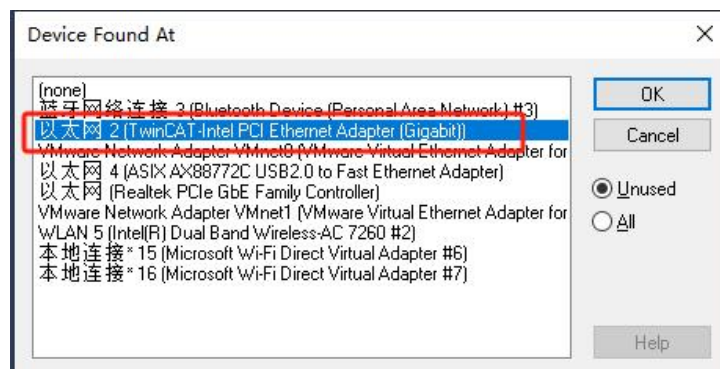 Device Found At
(none)
蓝牙网络连接 3 (Bluetooth Device (Personal Area Network) #3)
以太网 2 (TwinCAT-Intel PCI Ethernet Adapter (Gigabit))
VMware Network Adapter VMnet8 (VMware Virtual Ethernet Adapter for
以太网 4 (ASIX AX88772C USB2.0 to Fast Ethernet Adapter)
以太网 (Realtek PCIe GbE Family Controller)
VMware Network Adapter VMnet1 (VMware Virtual Ethernet Adapter for
WLAN 5 (Intel(R) Dual Band Wireless-AC 7260 #2)
本地连接* 15 (Microsoft Wi-Fi Direct Virtual Adapter #6)
本地连接* 16 (Microsoft Wi-Fi Direct Virtual Adapter #7)
OK
Cancel
Unused
All
Help